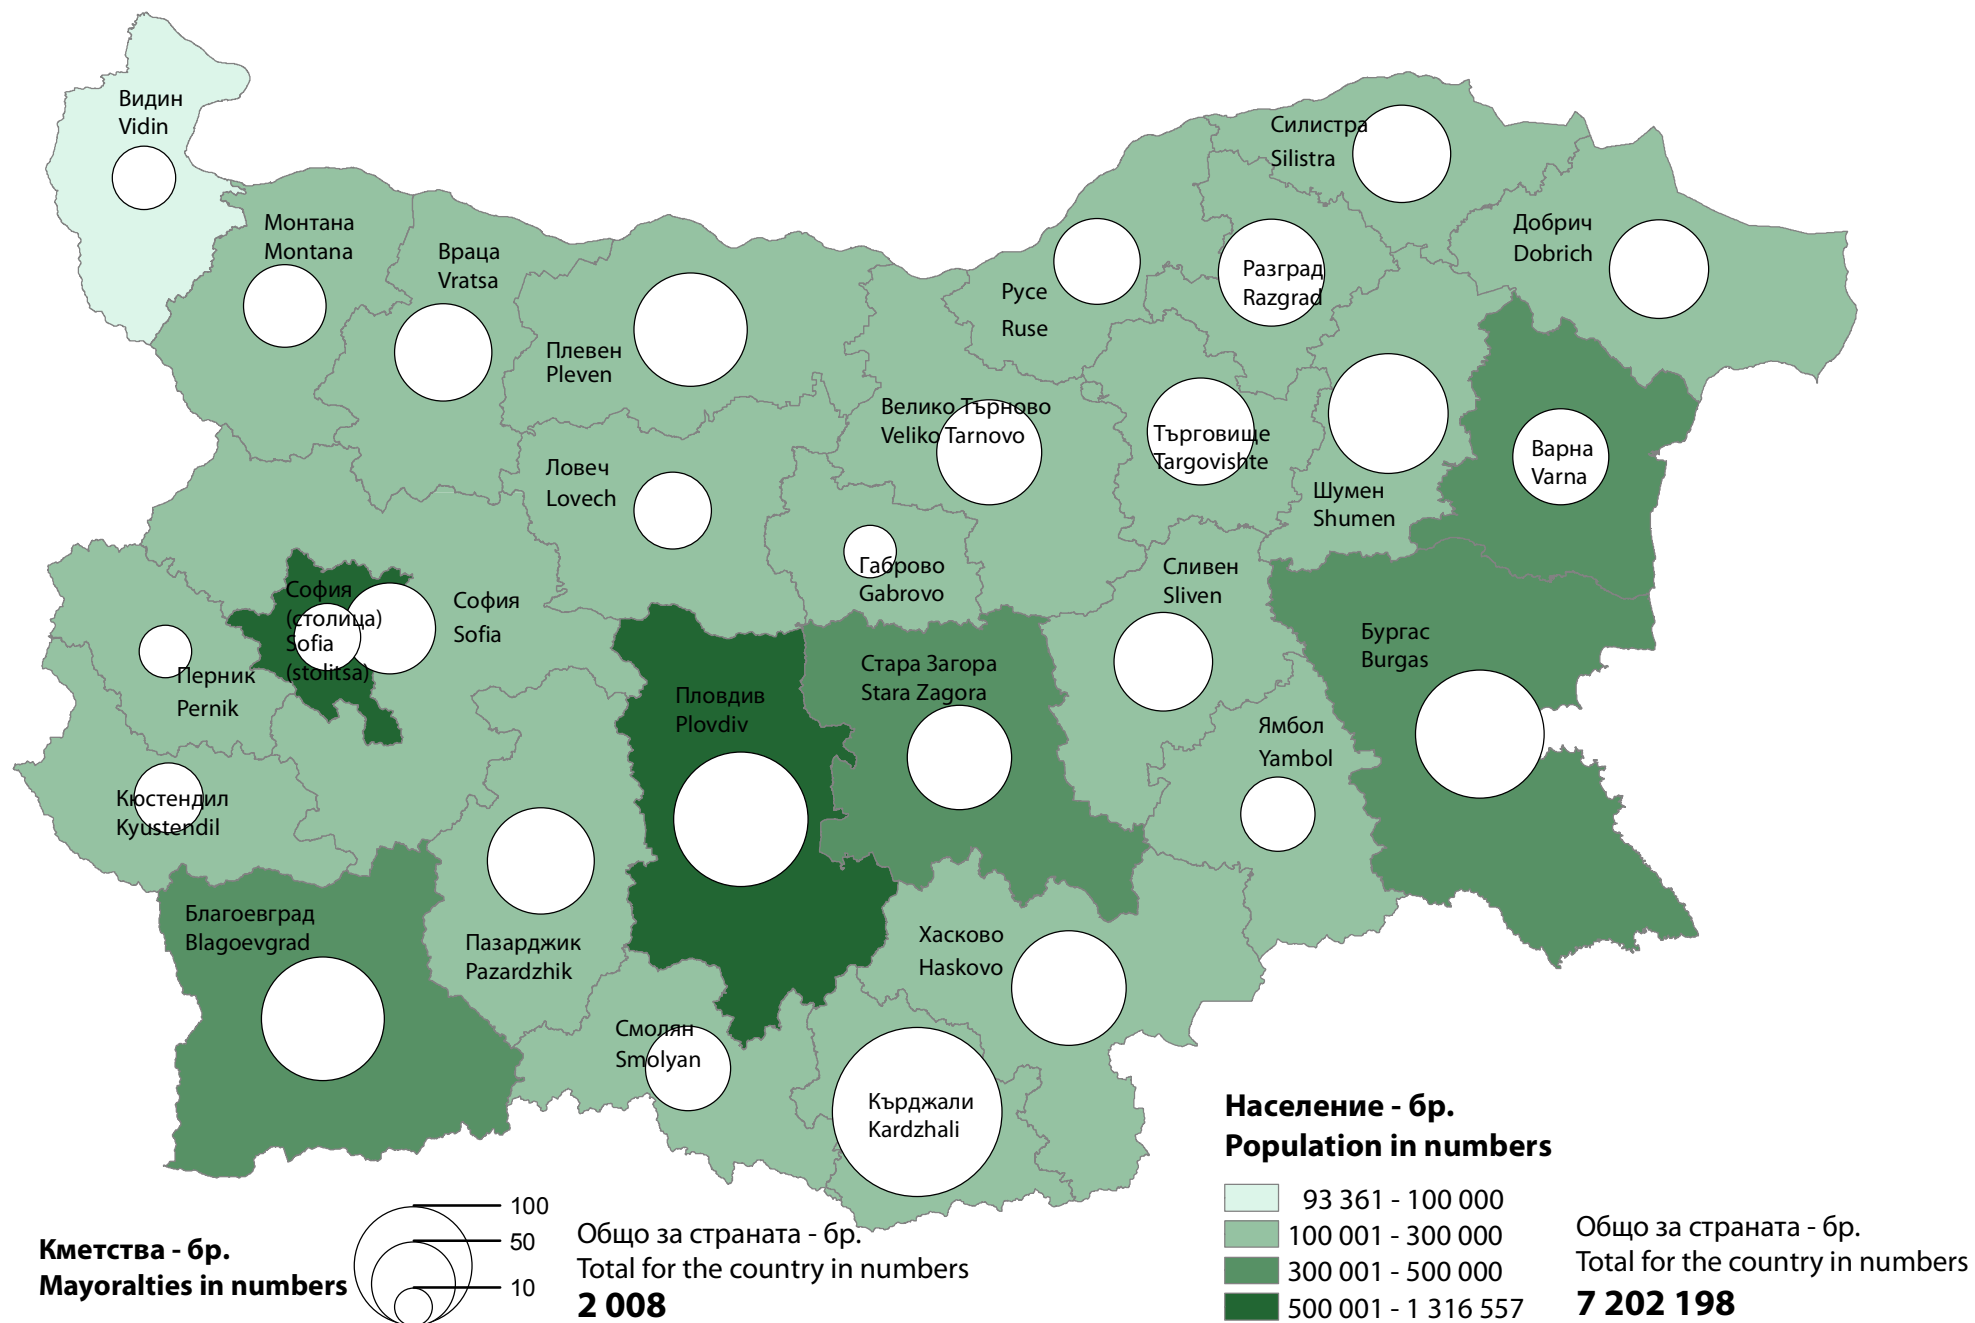 Видин
Vidin
Монтана
Montana
Враца
Vratsa
Плевен
Pleven
Ловеч
Lovech
Велико Търново
Veliko Tarnovo
Габрово
Gabrovo
Русе
Ruse
Силистра
Silistra
Разград
Razgrad
Добрич
Dobrich
Търговище
Targovishte
Шумен
Shumen
Варна
Varna
София
(столица)
Sofia
(stolitsa)
София
Sofia
Перник
Pernik
Кюстендил
Kyustendil
Благоевград
Blagoevgrad
Пазарджик
Pazardzhik
Пловдив
Plovdiv
Стара Загора
Stara Zagora
Сливен
Sliven
Ямбол
Yambol
Бургас
Burgas
Хасково
Haskovo
Смолян
Smolyan
Кърджали
Kardzhali
Кметства - бр.
Mayoralties in numbers
100
50
10
Общо за страната - бр.
Total for the country in numbers
2 008
Население - бр.
Population in numbers
93 361 - 100 000
100 001 - 300 000
300 001 - 500 000
500 001 - 1 316 557
Общо за страната - бр.
Total for the country in numbers
7 202 198